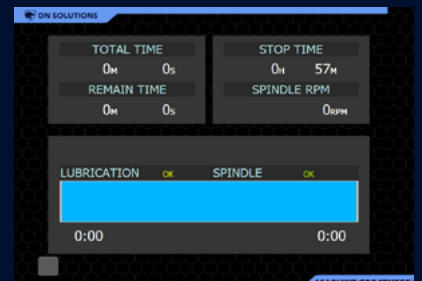 DN SOLUTIONS
TOTAL TIME
0M 0S
REMAIN TIME
0M 0S
STOP TIME
0H 57M
SPINDLE RPM
0RPM
LUBRICATION OK SPINDLE OK
0:00 0:00